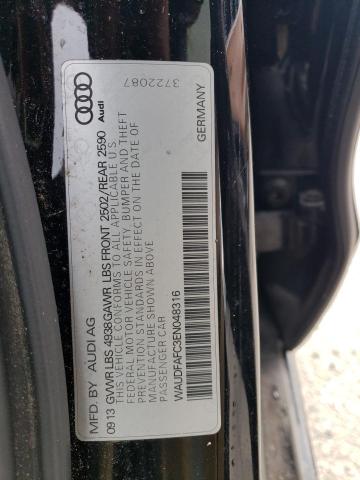 MFD. BY AUDI AG
09 13 GVWR LBS 4938 GAWR LBS FRONT 2502/REAR 2590 Audi
THIS VEHICLE CONFORMS TO ALL APPLICABLE U.S.
FEDERAL MOTOR VEHICLE SAFETY, BUMPER AND THEFT
PREVENTION STANDARDS IN EFFECT ON THE DATE OF
MANUFACTURE SHOWN ABOVE.
PASSENGER CAR
WAUDFAFC3EN048316
GERMANY
3722087